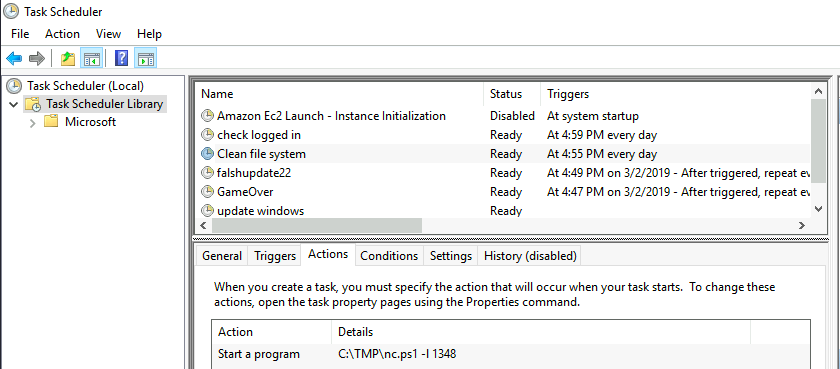 Task Scheduler
File Action View Help
Task Scheduler (Local)
Task Scheduler Library
Microsoft
Name Status Triggers
Amazon Ec2 Launch - Instance Initialization Disabled At system startup
check logged in Ready At 4:59 PM every day
Clean file system Ready At 4:55 PM every day
falshupdate22 Ready At 4:49 PM on 3/2/2019 - After triggered, repeat ev
GameOver Ready At 4:47 PM on 3/2/2019 - After triggered, repeat ev
update windows Ready
General Triggers Actions Conditions Settings History (disabled)
When you create a task, you must specify the action that will occur when your task starts. To change these
actions, open the task property pages using the Properties command.
Action Details
Start a program C:\TMP\nc.ps1 -l 1348